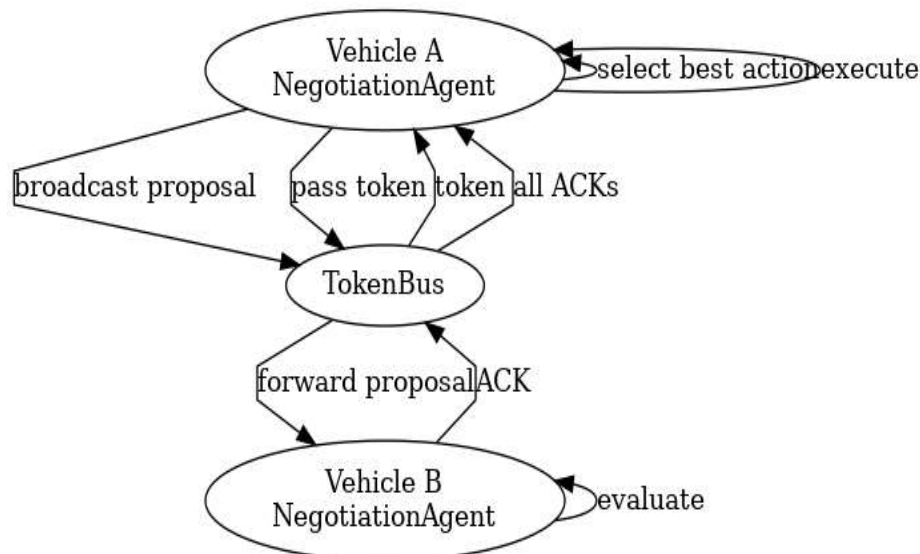 Vehicle A
NegotiationAgent
select best action
execute
broadcast proposal
pass token
token
all ACKs
TokenBus
forward proposal
ACK
Vehicle B
NegotiationAgent
evaluate